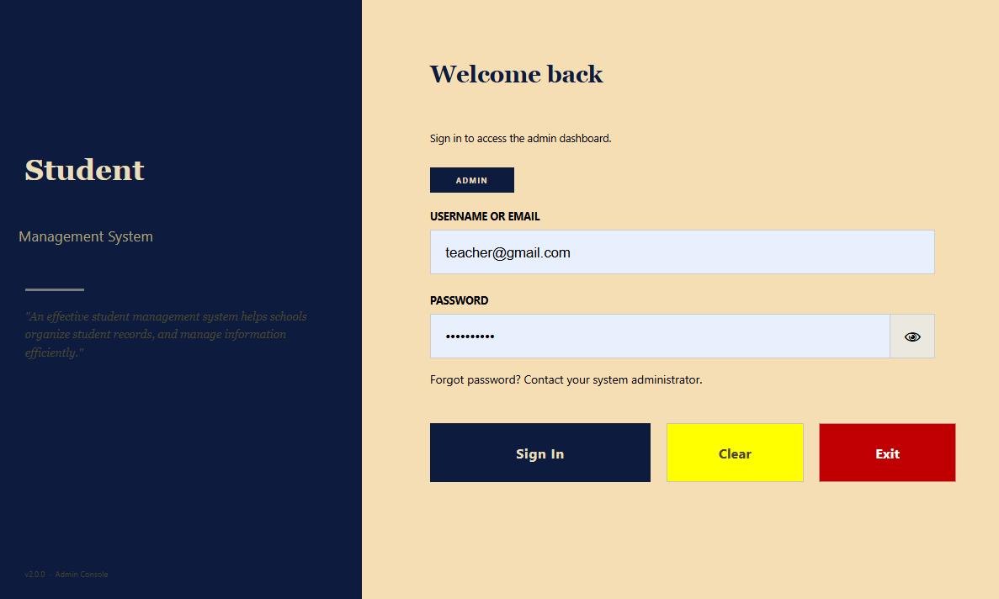 Student
Management System
"An effective student management system helps schools
organize student records, and manage information
efficiently."
v2.0.0 · Admin Console
Welcome back
Sign in to access the admin dashboard.
ADMIN
USERNAME OR EMAIL
teacher@gmail.com
PASSWORD
••••••••••
Forgot password? Contact your system administrator.
Sign In
Clear
Exit